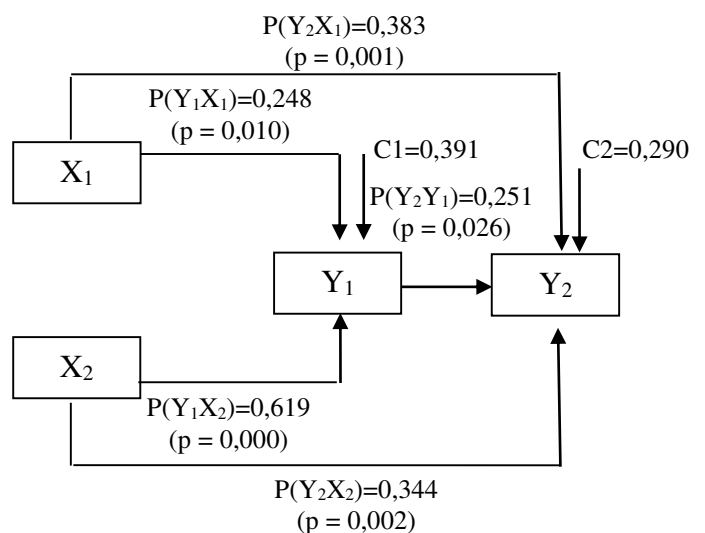 P(Y₂X₁)=0,383
(p = 0,001)
P(Y₁X₁)=0,248
(p = 0,010)
X₁
C1=0,391
C2=0,290
P(Y₂Y₁)=0,251
(p = 0,026)
Y₁
Y₂
X₂
P(Y₁X₂)=0,619
(p = 0,000)
P(Y₂X₂)=0,344
(p = 0,002)